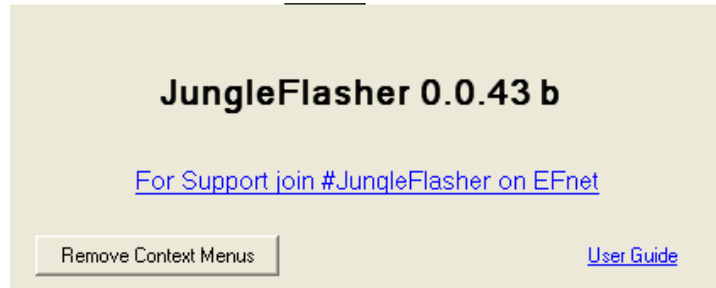 JungleFlasher 0.0.43 b
For Support join #JungleFlasher on EFnet
Remove Context Menus User Guide